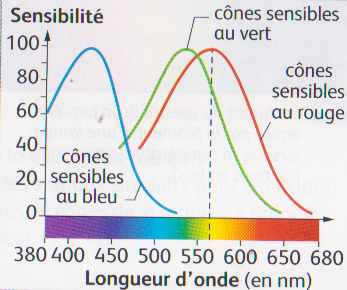 Sensibilité
cônes sensibles
au vert
100
80
60
40
20
0
cônes
sensibles
au rouge
cônes
sensibles
au bleu
380 400 450 500 550 600 650 680
Longueur d'onde (en nm)